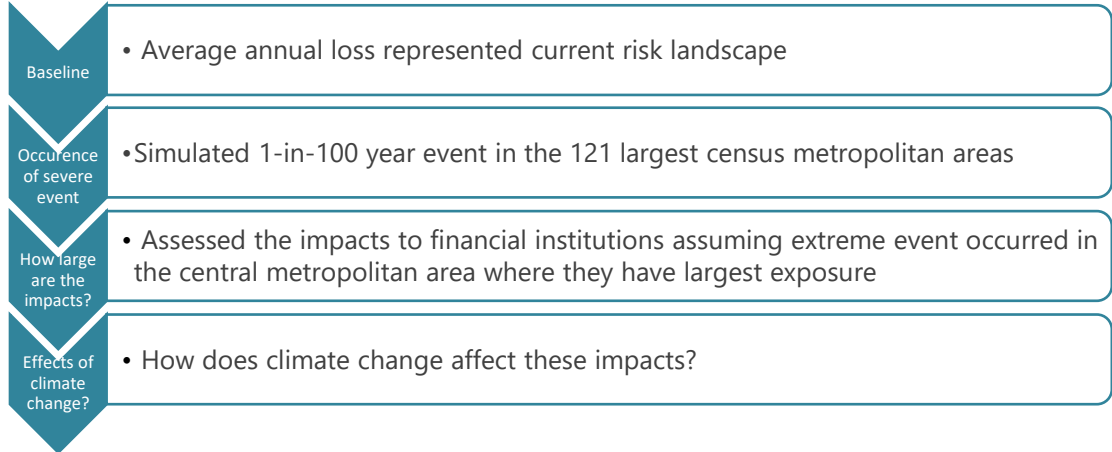 Baseline
• Average annual loss represented current risk landscape
Occurence
of severe
event
•Simulated 1-in-100 year event in the 121 largest census metropolitan areas
How large
are the
impacts?
• Assessed the impacts to financial institutions assuming extreme event occurred in
the central metropolitan area where they have largest exposure
Effects of
climate
change?
• How does climate change affect these impacts?